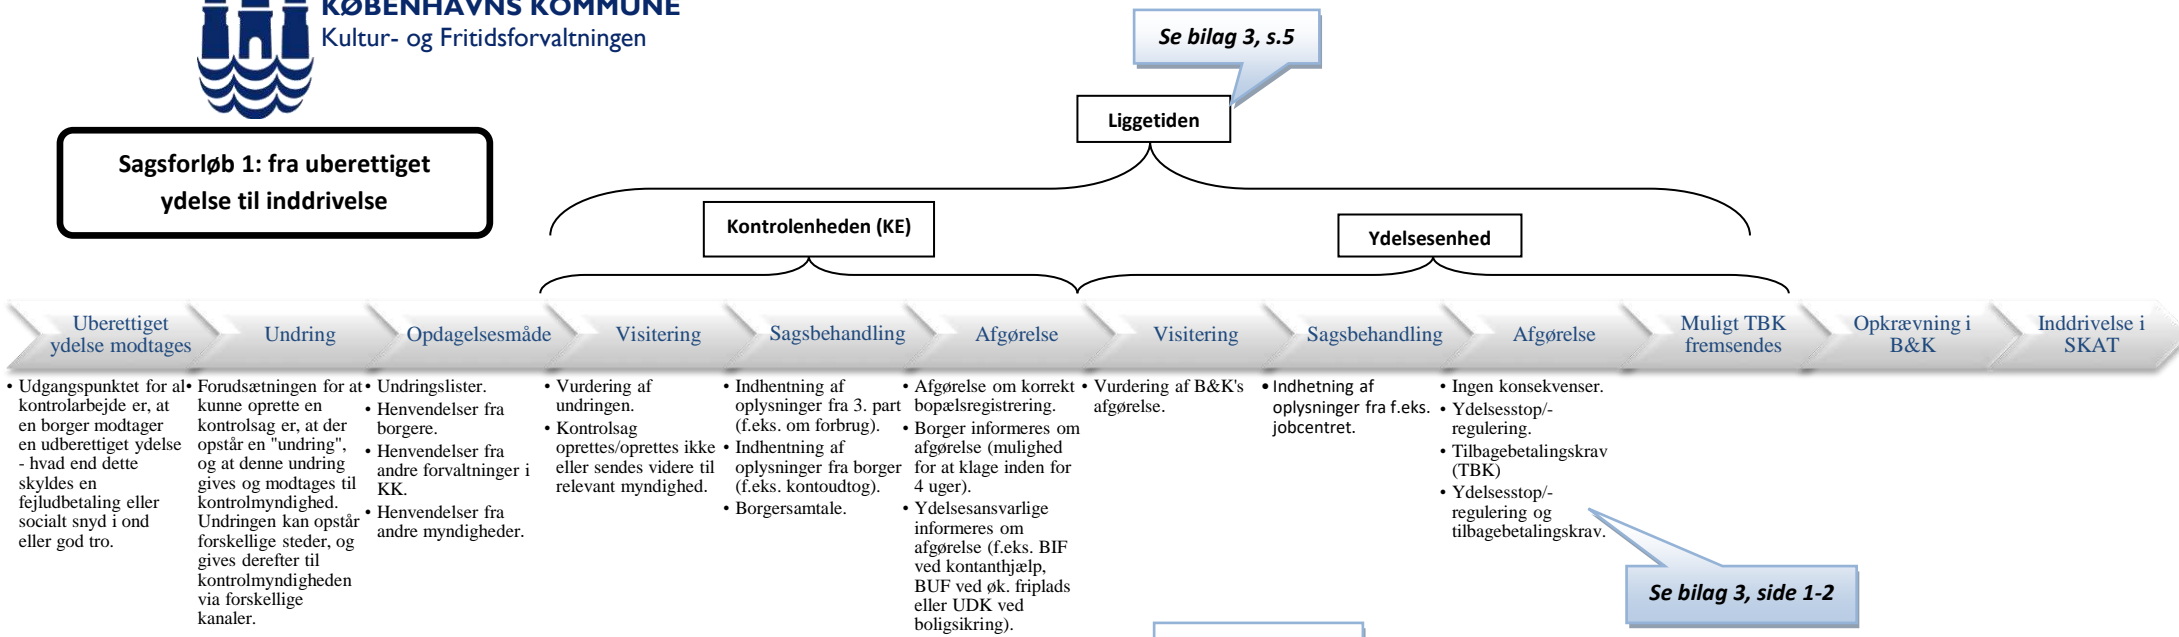 KØBENHAVNS KOMMUNE
Kultur- og Fritidsforvaltningen
Se bilag 3, s.5
Liggetiden
Sagsforløb 1: fra uberettiget
ydelse til inddrivelse
Kontrolenheden (KE)
Ydelsesenhed
Uberettiget
ydelse modtages
Undring
Opdagelsesmåde
Visitering
Sagsbehandling
Afgørelse
Visitering
Sagsbehandling
Afgørelse
Muligt TBK
fremsendes
Opkrævning i
B&K
Inddrivelse i
SKAT
• Udgangspunktet for al
kontrolarbejde er, at
en borger modtager
en udberettiget ydelse
- hvad end dette
skyldes en
fejludbetaling eller
socialt snyd i ond
eller god tro.
• Forudsætningen for at
kunne oprette en
kontrolsag er, at der
opstår en "undring",
og at denne undring
gives og modtages til
kontrolmyndighed.
Undringen kan opstår
forskellige steder, og
gives derefter til
kontrolmyndigheden
via forskellige
kanaler.
• Undringslister.
• Henvendelser fra
borgere.
• Henvendelser fra
andre forvaltninger i
KK.
• Henvendelser fra
andre myndigheder.
• Vurdering af
undringen.
• Kontrolsag
oprettes/oprettes ikke
eller sendes videre til
relevant myndighed.
• Indhentning af
oplysninger fra 3. part
(f.eks. om forbrug).
• Indhentning af
oplysninger fra borger
(f.eks. kontoudtog).
• Borgersamtale.
• Afgørelse om korrekt
bopælsregistrering.
• Borger informeres om
afgørelse (mulighed
for at klage inden for
4 uger).
• Ydelsesansvarlige
informeres om
afgørelse (f.eks. BIF
ved kontanthjælp,
BUF ved øk. friplads
eller UDK ved
boligsikring).
• Vurdering af B&K's
afgørelse.
• Indhetning af
oplysninger fra f.eks.
jobcentret.
• Ingen konsekvenser.
• Ydelsesstop/-
regulering.
• Tilbagebetalingskrav
(TBK)
• Ydelsesstop/-
regulering og
tilbagebetalingskrav.
Se bilag 3, side 1-2